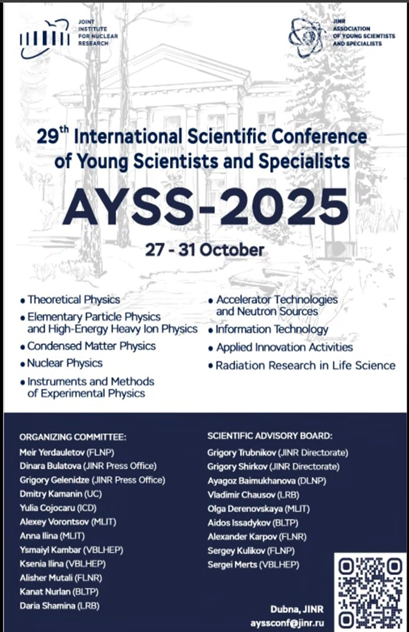 JOINT
INSTITUTE
FOR NUCLEAR
RESEARCH
JINR
ASSOCIATION
OF YOUNG SCIENTISTS
AND SPECIALISTS
29th International Scientific Conference
of Young Scientists and Specialists
AYSS-2025
27 - 31 October
• Theoretical Physics
• Elementary Particle Physics
and High-Energy Heavy Ion Physics
• Condensed Matter Physics
• Nuclear Physics
• Instruments and Methods
of Experimental Physics
• Accelerator Technologies
and Neutron Sources
• Information Technology
• Applied Innovation Activities
• Radiation Research in Life Science
ORGANIZING COMMITTEE:
Meir Yerdauletov (FLNP)
Dinara Bulatova (JINR Press Office)
Grigory Gelenidze (JINR Press Office)
Dmitry Kamanin (UC)
Yulia Cojocaru (ICD)
Alexey Vorontsov (MLIT)
Anna Ilina (MLIT)
Ysmaiyl Kambar (VBLHEP)
Ksenia Ilina (VBLHEP)
Alisher Mutali (FLNR)
Kanat Nurlan (BLTP)
Daria Shamina (LRB)
SCIENTIFIC ADVISORY BOARD:
Grigory Trubnikov (JINR Directorate)
Grigory Shirkov (JINR Directorate)
Ayagoz Baimukhanova (DLNP)
Vladimir Chausov (LRB)
Olga Derenovskaya (MLIT)
Aidos Issadykov (BLTP)
Alexander Karpov (FLNR)
Sergey Kulikov (FLNP)
Sergei Merts (VBLHEP)
Dubna, JINR
ayssconf@jinr.ru